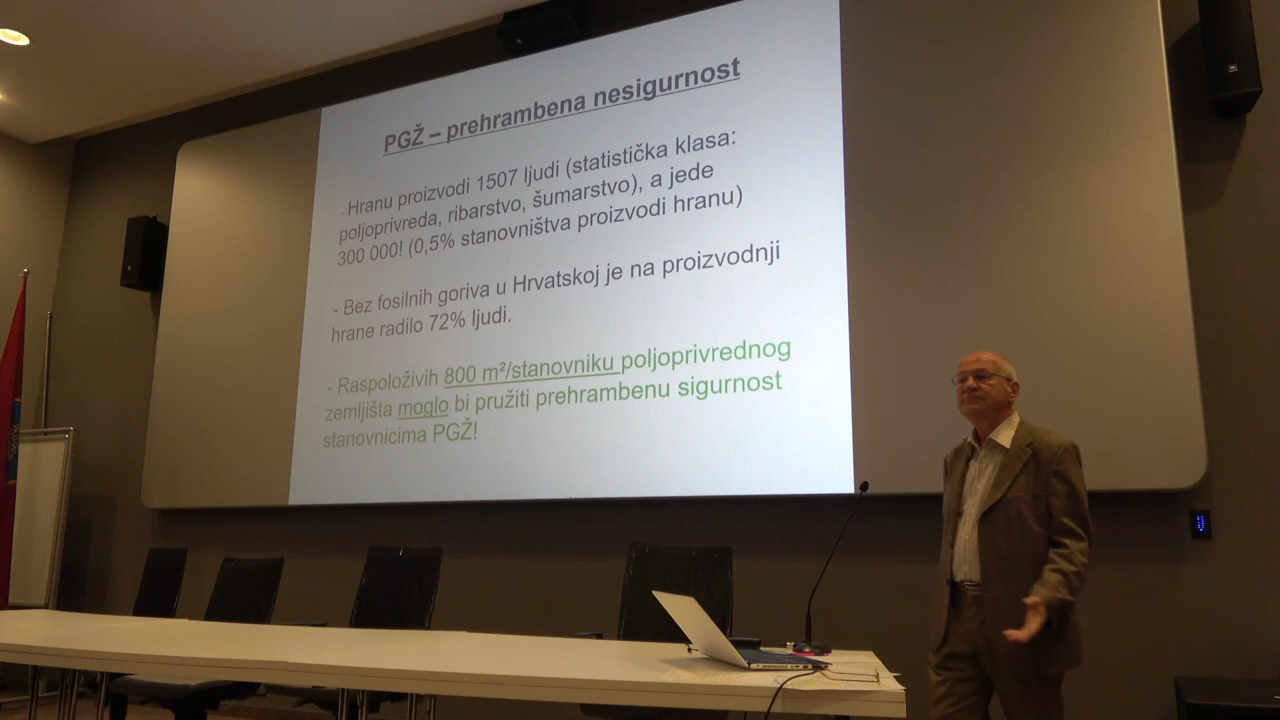 PGŽ – prehrambena nesigurnost
- Hranu proizvodi 1507 ljudi (statistička klasa:
poljoprivreda, ribarstvo, šumarstvo), a jede
300 000! (0,5% stanovništva proizvodi hranu)
- Bez fosilnih goriva u Hrvatskoj je na proizvodnji
hrane radilo 72% ljudi.
- Raspoloživih 800 m²/stanovniku poljoprivrednog
zemljišta moglo bi pružiti prehrambenu sigurnost
stanovnicima PGŽ!